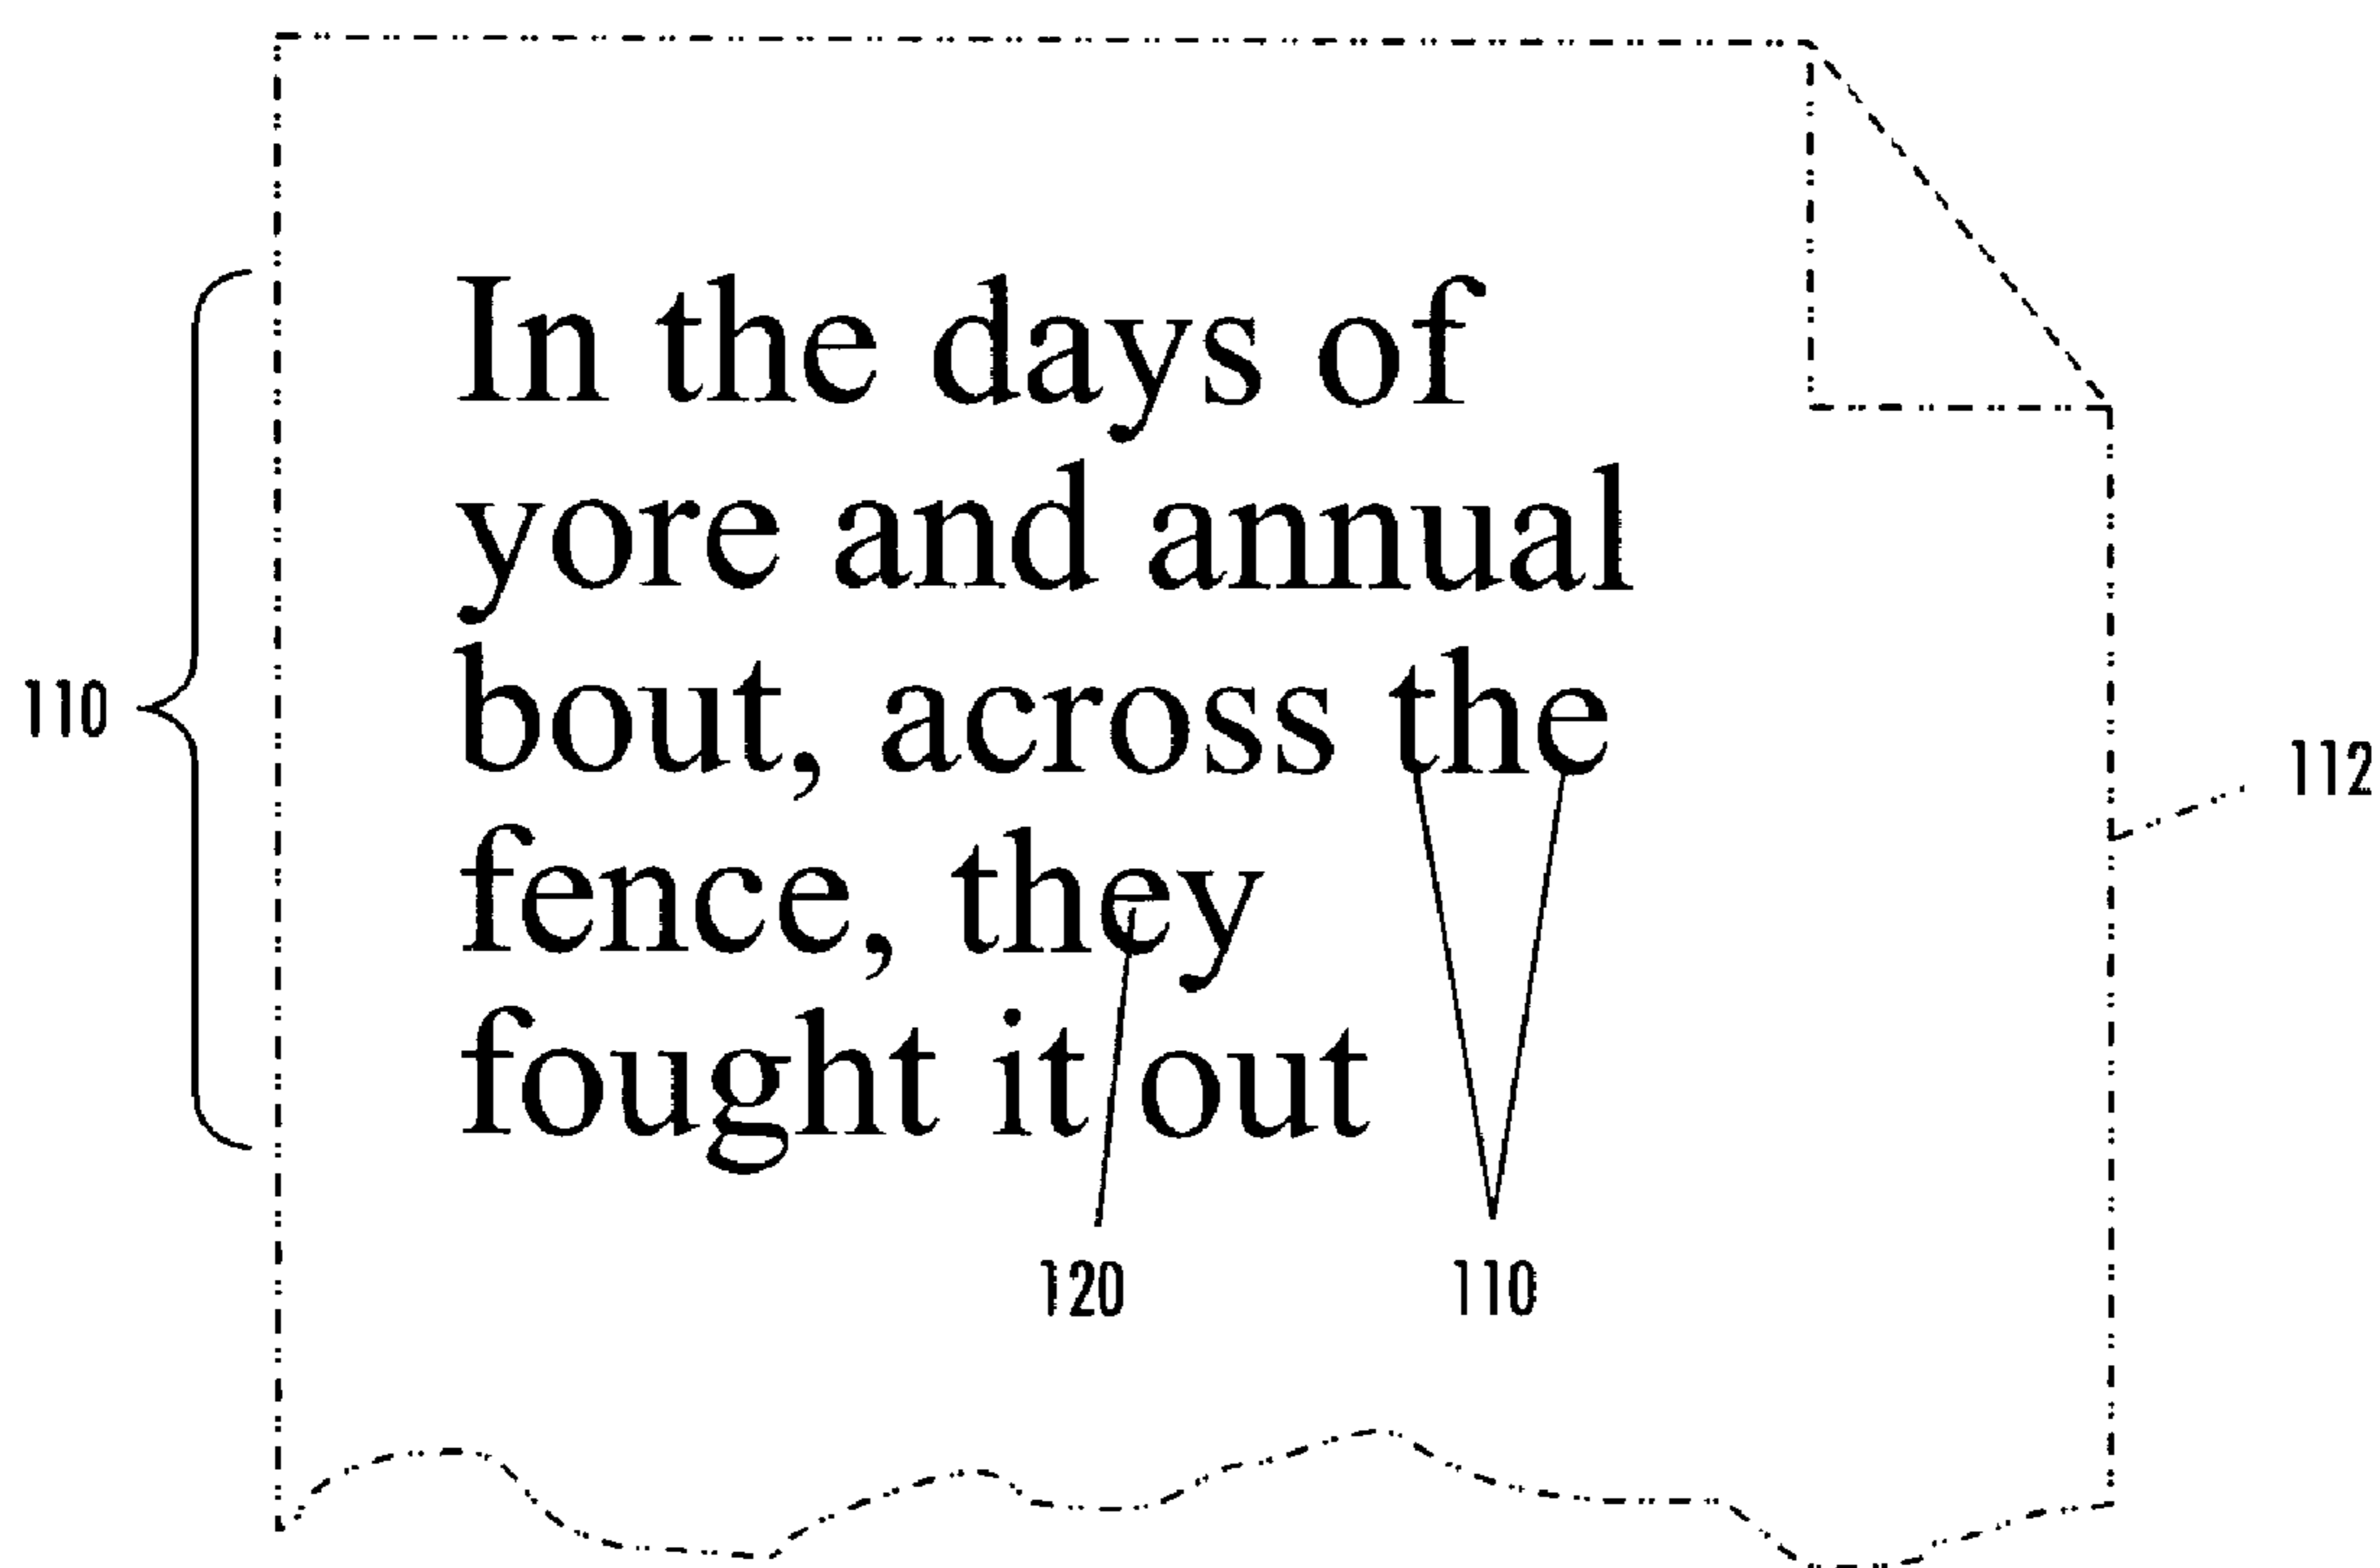 In the days of
yore and annual
bout, across the
fence, they
fought it out
110
112
120 110